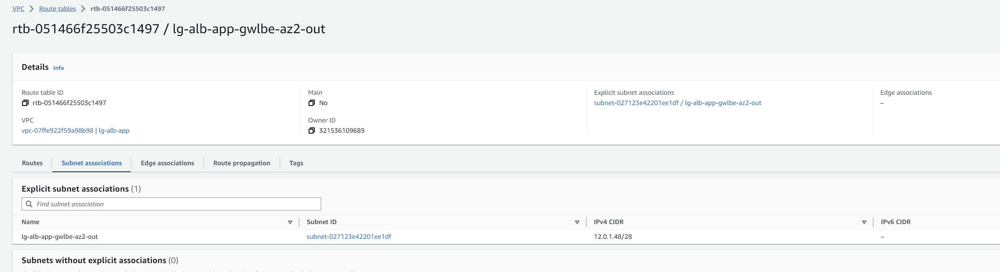 VPC > Route tables > rtb-051466f25503c1497
rtb-051466f25503c1497 / lg-alb-app-gwlbe-az2-out
Details Info
Route table ID
rtb-051466f25503c1497
Main
No
Explicit subnet associations
subnet-027123e42201ee1df / lg-alb-app-gwlbe-az2-out
Edge associations
–
VPC
vpc-07ffe922f59a98b98 | lg-alb-app
Owner ID
321536109689
Routes Subnet associations Edge associations Route propagation Tags
Explicit subnet associations (1)
Find subnet association
Name Subnet ID IPv4 CIDR IPv6 CIDR
lg-alb-app-gwlbe-az2-out subnet-027123e42201ee1df 12.0.1.48/28 –
Subnets without explicit associations (0)